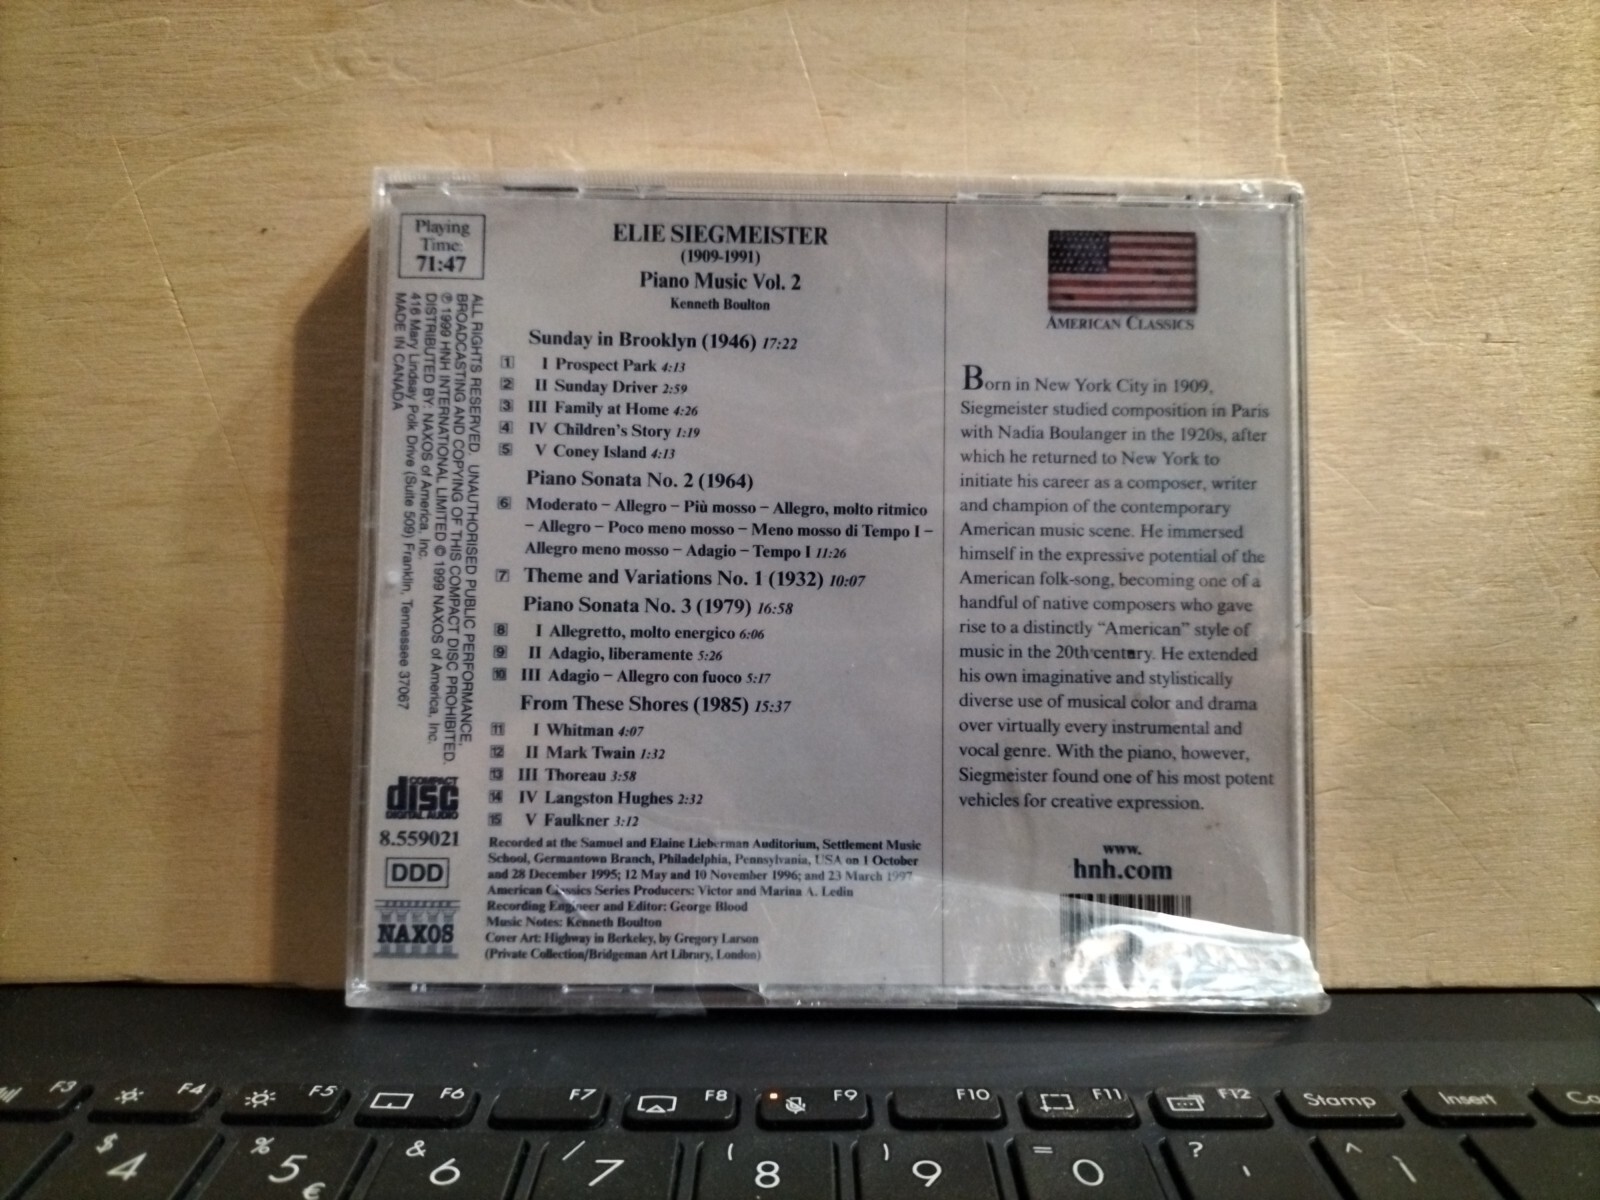 Playing
Time:
71:47
ALL RIGHTS RESERVED. UNAUTHORISED PUBLIC PERFORMANCE,
BROADCASTING AND COPYING OF THIS COMPACT DISC PROHIBITED.
℗ 1999 HNH INTERNATIONAL LIMITED © 1999 NAXOS of America, Inc.
DISTRIBUTED BY: NAXOS of America, Inc.
416 Mary Lindsay Polk Drive (Suite 509) Franklin, Tennessee 37067
MADE IN CANADA
COMPACT
disc
DIGITAL AUDIO
8.559021
DDD
NAXOS
ELIE SIEGMEISTER
(1909-1991)
Piano Music Vol. 2
Kenneth Boulton
Sunday in Brooklyn (1946) 17:22
1 I Prospect Park 4:13
2 II Sunday Driver 2:59
3 III Family at Home 4:26
4 IV Children's Story 1:19
5 V Coney Island 4:13
Piano Sonata No. 2 (1964)
6 Moderato – Allegro – Più mosso – Allegro, molto ritmico
– Allegro – Poco meno mosso – Meno mosso di Tempo I –
Allegro meno mosso – Adagio – Tempo I 11:26
7 Theme and Variations No. 1 (1932) 10:07
Piano Sonata No. 3 (1979) 16:58
8 I Allegretto, molto energico 6:06
9 II Adagio, liberamente 5:26
10 III Adagio – Allegro con fuoco 5:17
From These Shores (1985) 15:37
11 I Whitman 4:07
12 II Mark Twain 1:32
13 III Thoreau 3:58
14 IV Langston Hughes 2:32
15 V Faulkner 3:12
Recorded at the Samuel and Elaine Lieberman Auditorium, Settlement Music
School, Germantown Branch, Philadelphia, Pennsylvania, USA on 1 October
and 28 December 1995; 12 May and 10 November 1996; and 23 March 1997
American Classics Series Producers: Victor and Marina A. Ledin
Recording Engineer and Editor: George Blood
Music Notes: Kenneth Boulton
Cover Art: Highway in Berkeley, by Gregory Larson
(Private Collection/Bridgeman Art Library, London)
AMERICAN CLASSICS
Born in New York City in 1909,
Siegmeister studied composition in Paris
with Nadia Boulanger in the 1920s, after
which he returned to New York to
initiate his career as a composer, writer
and champion of the contemporary
American music scene. He immersed
himself in the expressive potential of the
American folk-song, becoming one of a
handful of native composers who gave
rise to a distinctly “American” style of
music in the 20th century. He extended
his own imaginative and stylistically
diverse use of musical color and drama
over virtually every instrumental and
vocal genre. With the piano, however,
Siegmeister found one of his most potent
vehicles for creative expression.
www.
hnh.com
F3 F4 F5 F6 F7 F8 F9 F10 F11 F12 Stamp Insert
$ % & / ( ) = ? ^
4 5 € 6 7 8 9 0 '